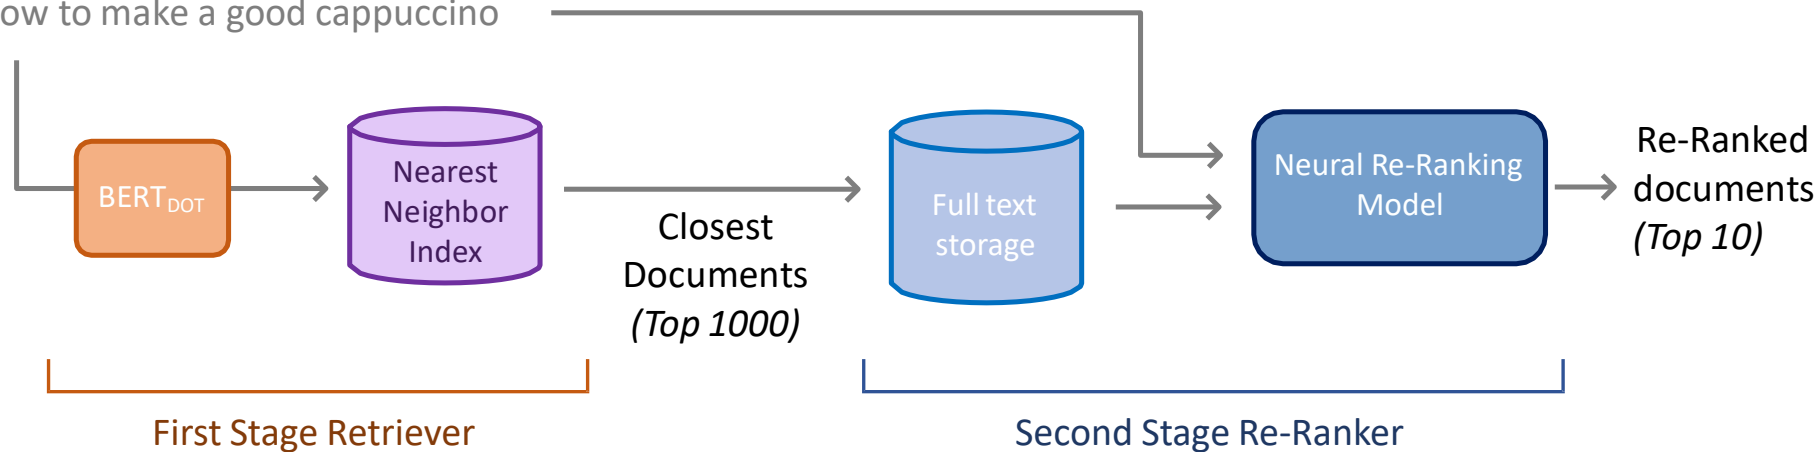 ow to make a good cappuccino
BERT_DOT
Nearest
Neighbor
Index
Closest
Documents
(Top 1000)
Full text
storage
Neural Re-Ranking
Model
Re-Ranked
documents
(Top 10)
First Stage Retriever
Second Stage Re-Ranker